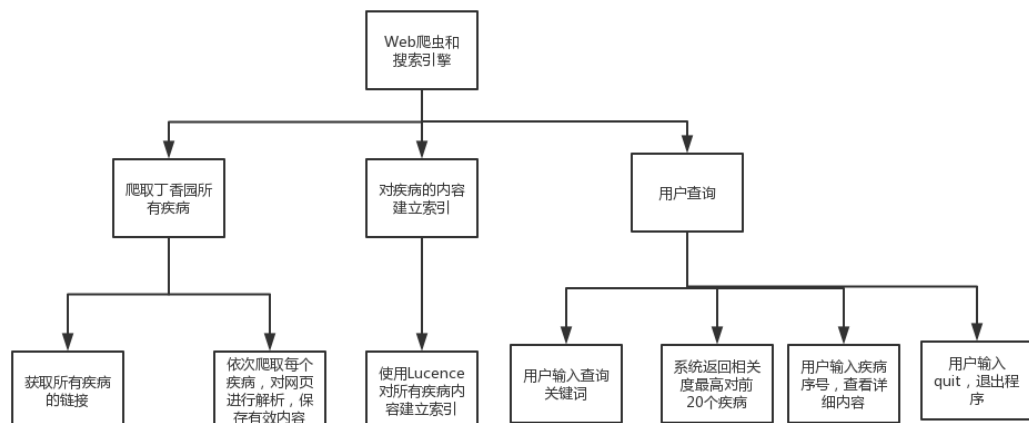 Web爬虫和
搜索引擎
爬取丁香园所
有疾病
对疾病的内容
建立索引
用户查询
获取所有疾病
的链接
依次爬取每个
疾病，对网页
进行解析，保
存有效内容
使用Lucence
对所有疾病内
容建立索引
用户输入查询
关键词
系统返回相关
度最高对前
20个疾病
用户输入疾病
序号，查看详
细内容
用户输入
quit，退出程
序